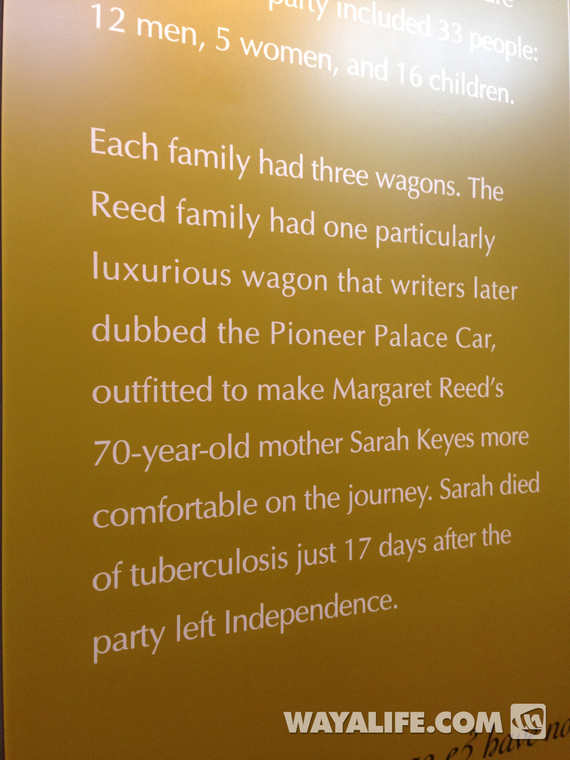 party included 33 people:
12 men, 5 women, and 16 children.
Each family had three wagons. The
Reed family had one particularly
luxurious wagon that writers later
dubbed the Pioneer Palace Car,
outfitted to make Margaret Reed's
70-year-old mother Sarah Keyes more
comfortable on the journey. Sarah died
of tuberculosis just 17 days after the
party left Independence.
WAYALIFE.COM
have